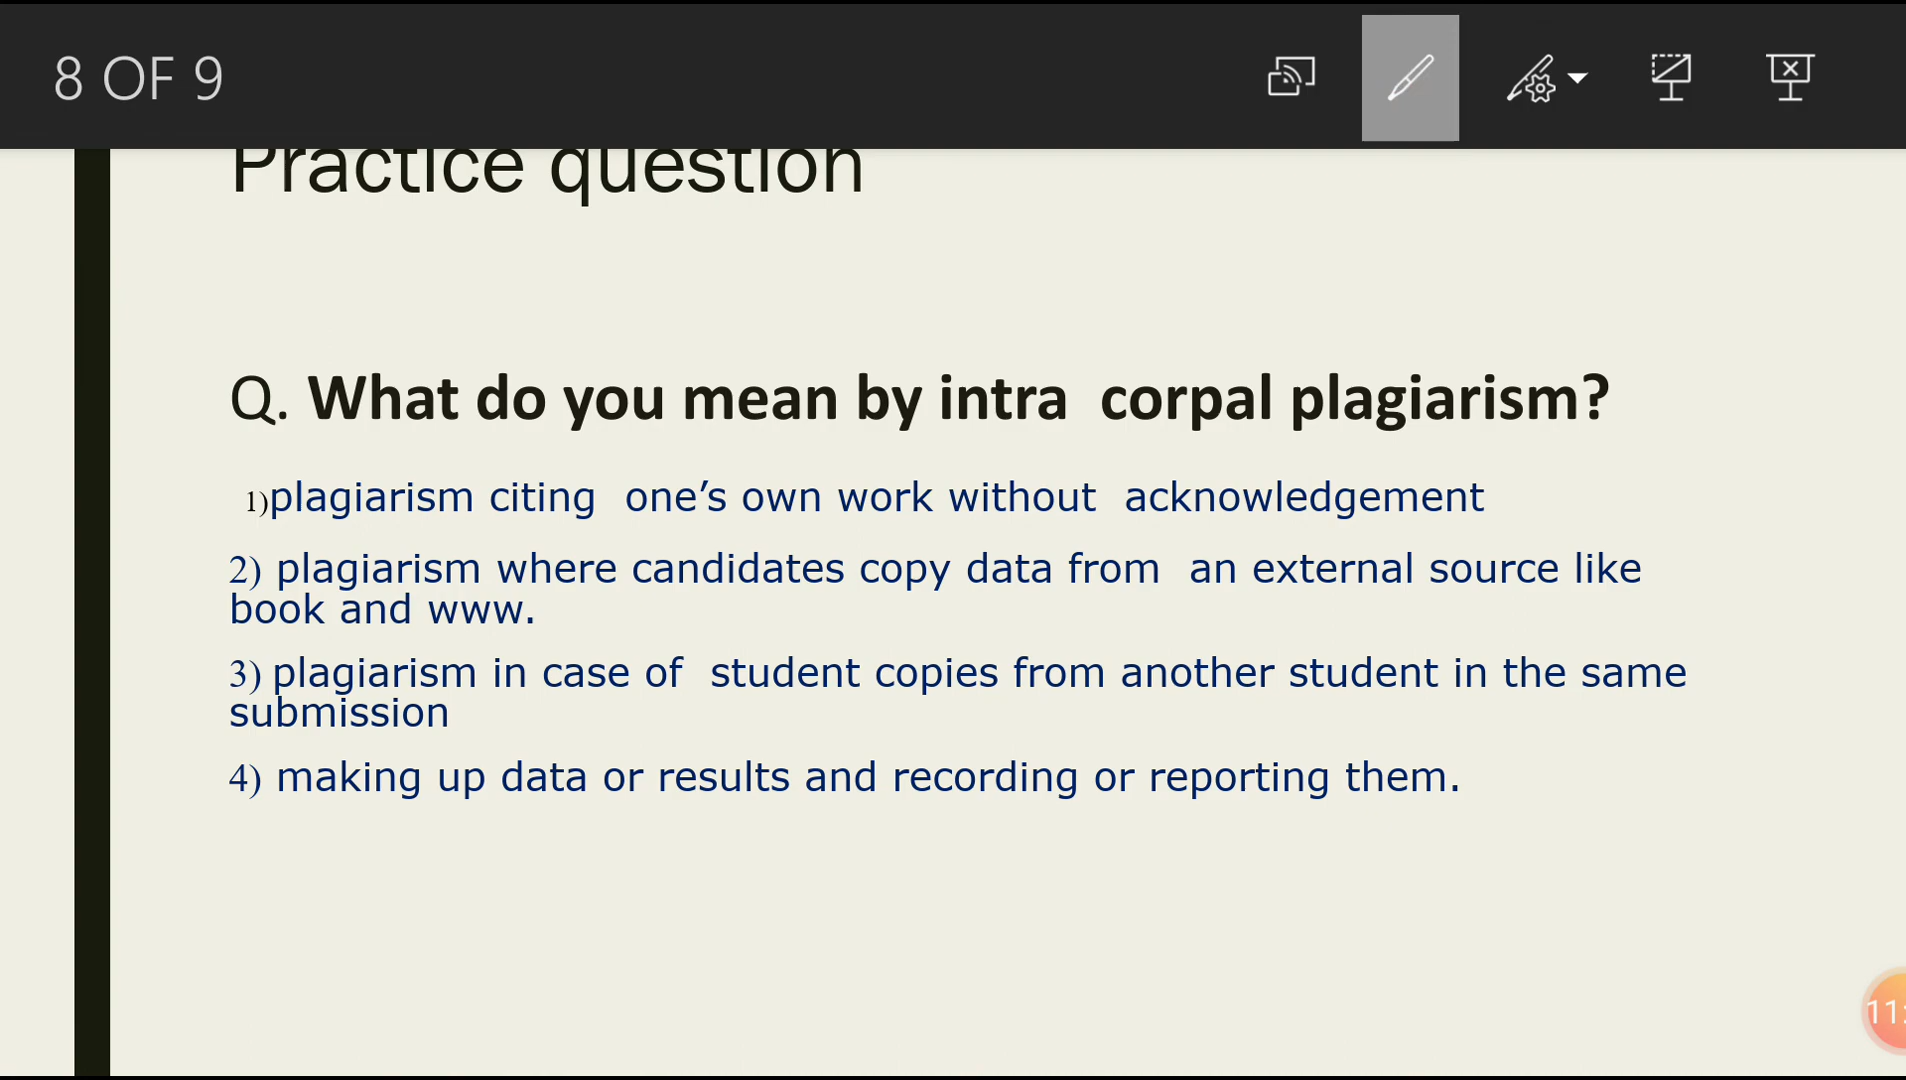 8 OF 9
Practice question
Q. What do you mean by intra corpal plagiarism?
1)plagiarism citing one’s own work without acknowledgement
2) plagiarism where candidates copy data from an external source like
book and www.
3) plagiarism in case of student copies from another student in the same
submission
4) making up data or results and recording or reporting them.